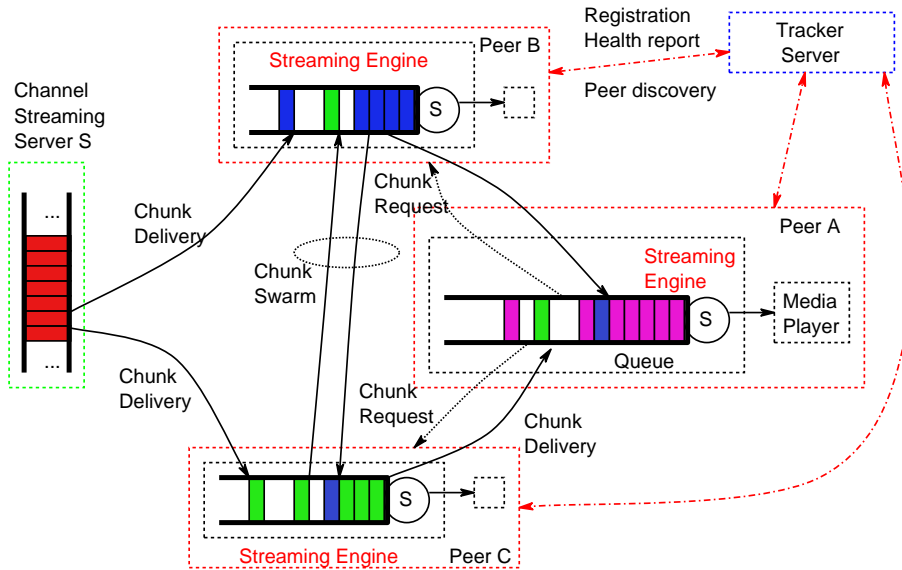 Registration
Health report
Peer discovery
Tracker
Server
Peer B
Streaming Engine
S
Channel
Streaming
Server S
...
...
Chunk
Delivery
Chunk
Request
Chunk
Swarm
Peer A
Streaming
Engine
S
Media
Player
Queue
Chunk
Delivery
Chunk
Request
Chunk
Delivery
S
Streaming Engine
Peer C